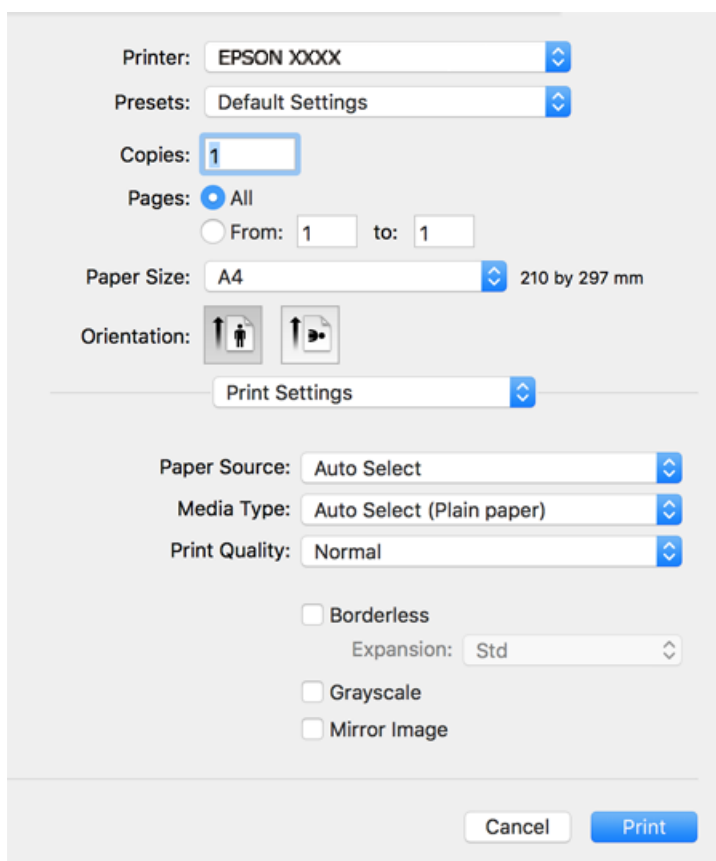 Printer: EPSON XXXX
Presets: Default Settings
Copies: 1
Pages: All
From: 1 to: 1
Paper Size: A4 210 by 297 mm
Orientation:
Print Settings
Paper Source: Auto Select
Media Type: Auto Select (Plain paper)
Print Quality: Normal
Borderless
Expansion: Std
Grayscale
Mirror Image
Cancel Print